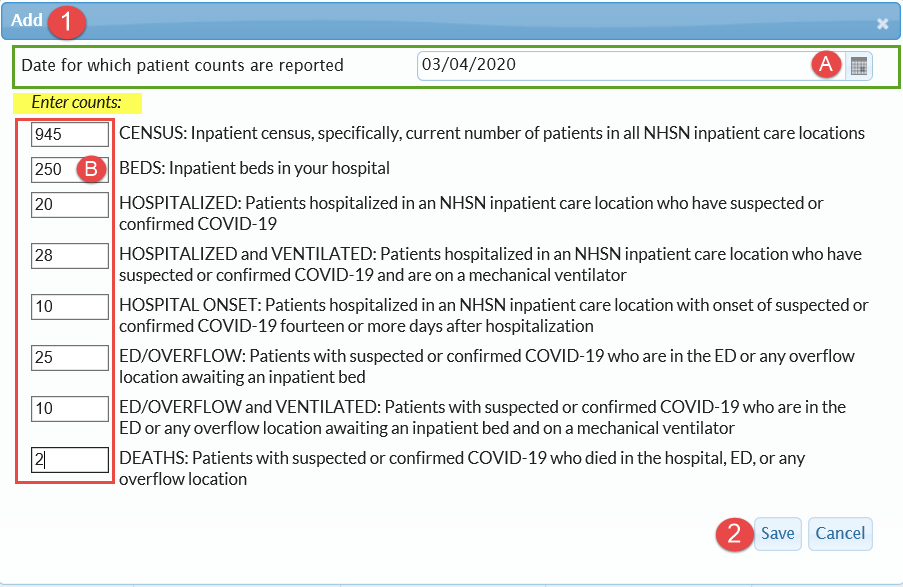 Add 1
Date for which patient counts are reported 03/04/2020 A
Enter counts:
945 CENSUS: Inpatient census, specifically, current number of patients in all NHSN inpatient care locations
250 B BEDS: Inpatient beds in your hospital
20 HOSPITALIZED: Patients hospitalized in an NHSN inpatient care location who have suspected or
confirmed COVID-19
28 HOSPITALIZED and VENTILATED: Patients hospitalized in an NHSN inpatient care location who have
suspected or confirmed COVID-19 and are on a mechanical ventilator
10 HOSPITAL ONSET: Patients hospitalized in an NHSN inpatient care location with onset of suspected or
confirmed COVID-19 fourteen or more days after hospitalization
25 ED/OVERFLOW: Patients with suspected or confirmed COVID-19 who are in the ED or any overflow
location awaiting an inpatient bed
10 ED/OVERFLOW and VENTILATED: Patients with suspected or confirmed COVID-19 who are in the
ED or any overflow location awaiting an inpatient bed and on a mechanical ventilator
2 DEATHS: Patients with suspected or confirmed COVID-19 who died in the hospital, ED, or any
overflow location
2 Save Cancel